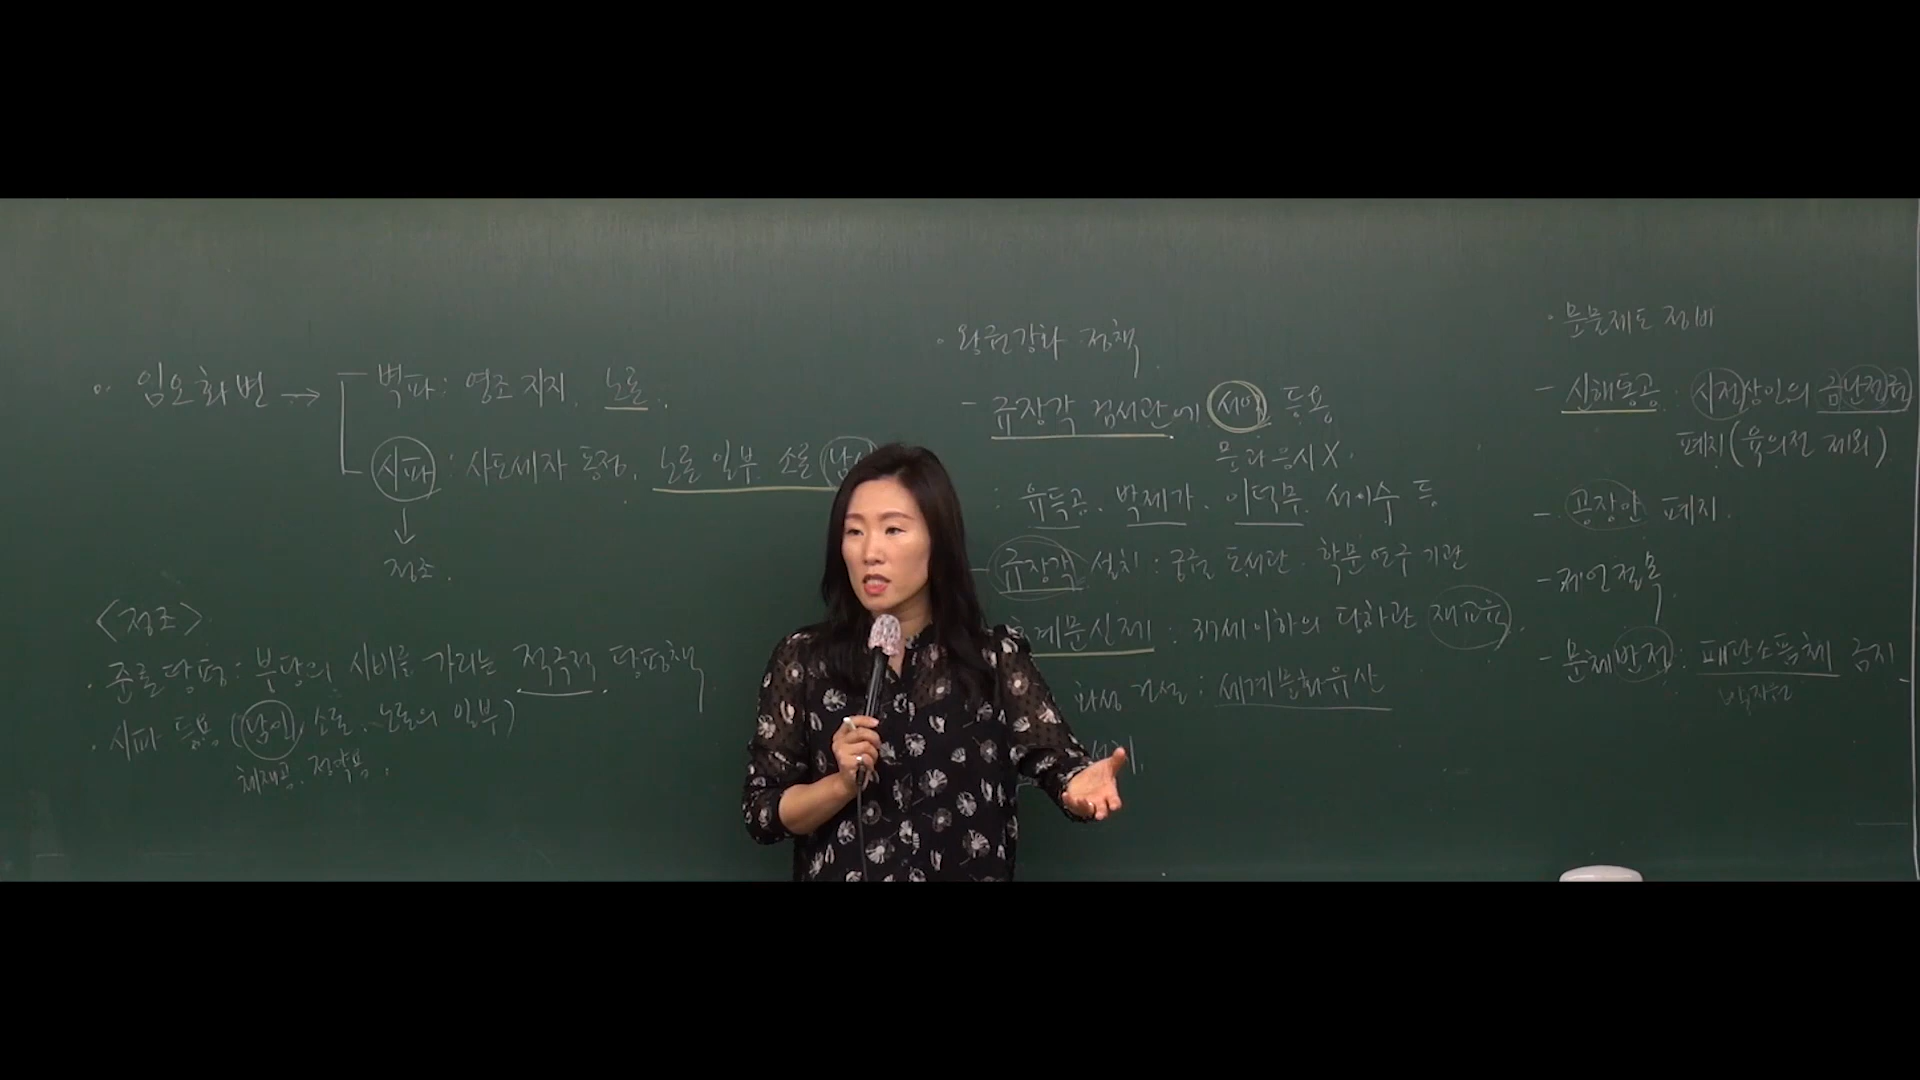 임오화변 → 벽파 : 영조 지지. 노론.
시파 : 사도세자 동정. 노론 일부. 소론
↓
정조.
<정조>
· 준론탕평 : 붕당의 시비를 가리는 적극적 탕평책.
· 시파 등용 (남인, 소론, 노론의 일부)
채제공, 정약용.
· 왕권강화 정책.
- 규장각 검서관에 서얼 등용
문과 응시 X.
: 유득공, 박제가, 이덕무, 서이수 등
- 규장각 설치 : 궁궐 도서관. 학문 연구 기관
초계문신제 : 37세 이하의 당하관 재교육.
화성 건설 : 세계문화유산
설치.
· 문물제도 정비
- 신해통공 : 시전상인의 금난전권
폐지 (육의전 제외)
- 공장안 폐지.
- 제언절목.
- 문체반정 : 패관소품체 금지
박지원